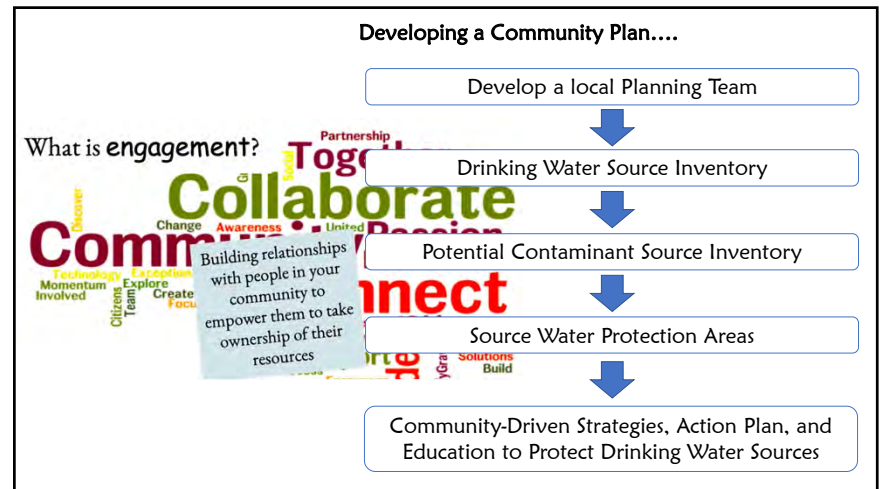 Developing a Community Plan....
Develop a local Planning Team
What is engagement?
Partnership
Social
Drinking Water Source Inventory
Collaborate
Discover
Change
Awareness
United
Potential Contaminant Source Inventory
Building relationships
with people in your
community to
empower them to take
ownership of their
resources
Technology
Momentum
Explore
Involved
Citizens
Team
Create
Source Water Protection Areas
Solutions
Build
Community-Driven Strategies, Action Plan, and
Education to Protect Drinking Water Sources